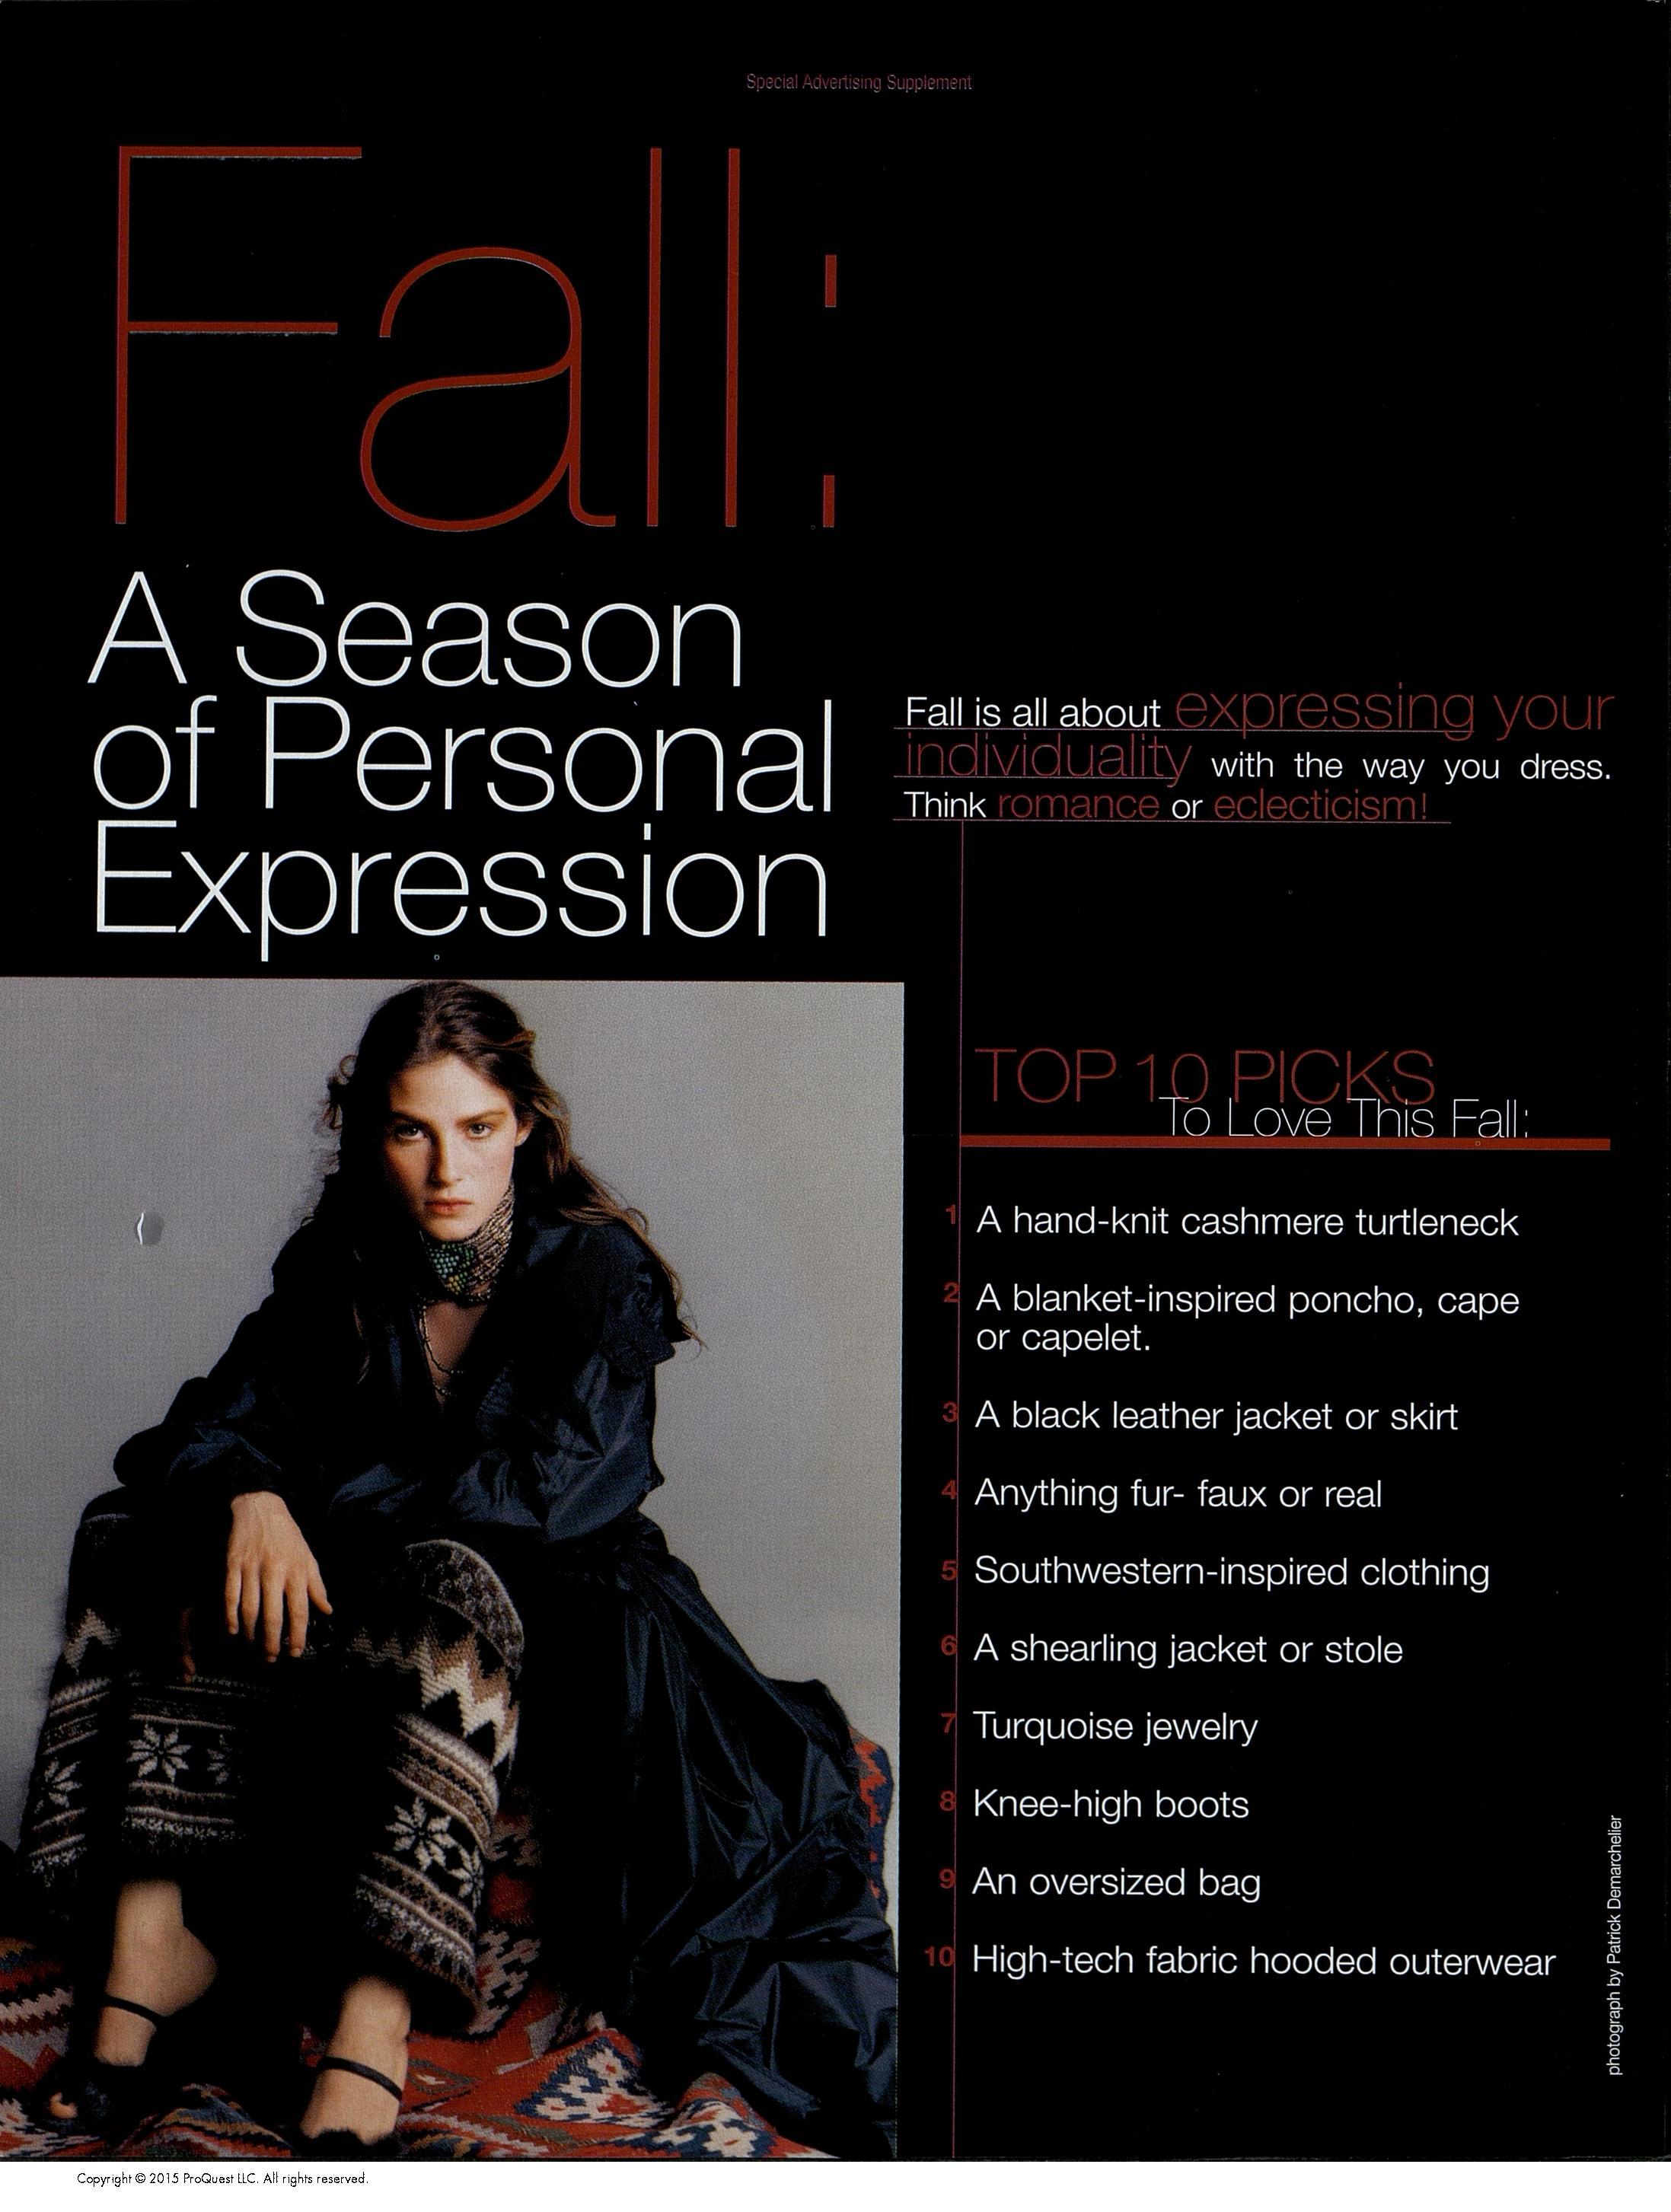 Special Advertising Supplement
Fall:
A Season
of Personal
Expression
Fall is all about expressing your
individuality with the way you dress.
Think romance or eclecticism!
TOP 10 PICKS
To Love This Fall:
1 A hand-knit cashmere turtleneck
2 A blanket-inspired poncho, cape
or capelet.
3 A black leather jacket or skirt
4 Anything fur- faux or real
5 Southwestern-inspired clothing
6 A shearling jacket or stole
7 Turquoise jewelry
8 Knee-high boots
9 An oversized bag
10 High-tech fabric hooded outerwear
photograph by Patrick Demarchelier
Copyright © 2015 ProQuest LLC. All rights reserved.